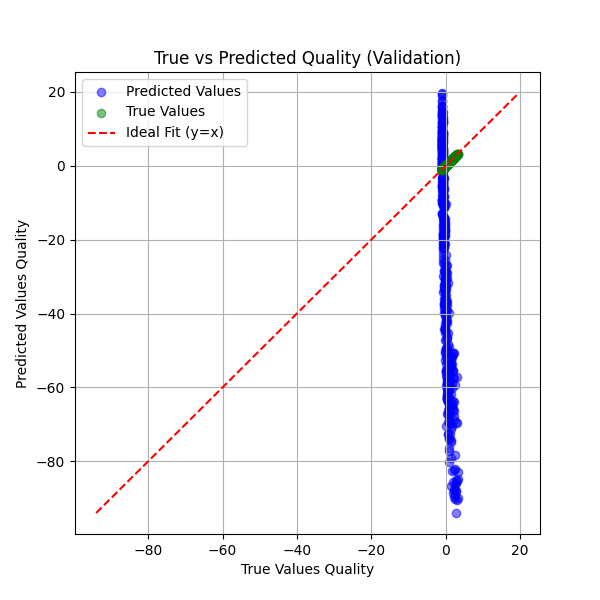 True vs Predicted Quality (Validation)
Predicted Values
True Values
Ideal Fit (y=x)
20
0
−20
−40
−60
−80
Predicted Values Quality
−80
−60
−40
−20
0
20
True Values Quality